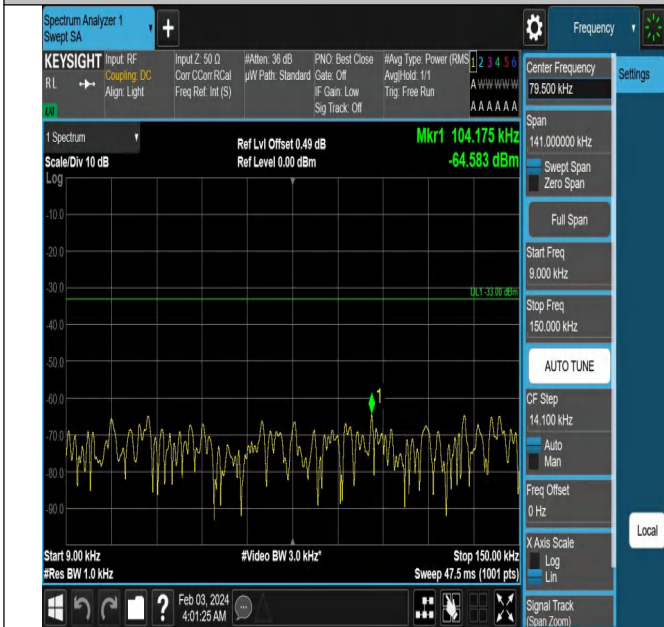 Spectrum Analyzer 1
Swept SA
+
Frequency
KEYSIGHT
RL
LXI
Input: RF
Coupling: DC
Align: Light
Input Z: 50 Ω
Corr CCorr RCal
Freq Ref: Int (S)
#Atten: 36 dB
µW Path: Standard
PNO: Best Close
Gate: Off
IF Gain: Low
Sig Track: Off
#Avg Type: Power (RMS
Avg|Hold: 1/1
Trig: Free Run
1 2 3 4 5 6
A W W W W W
A A A A A A
1 Spectrum
Scale/Div 10 dB
Log
Ref Lvl Offset 0.49 dB
Ref Level 0.00 dBm
Mkr1 104.175 kHz
-64.583 dBm
-10.0
-20.0
-30.0
DL1 -33.00 dBm
-40.0
-50.0
-60.0
1
-70.0
-80.0
-90.0
Start 9.00 kHz
#Res BW 1.0 kHz
#Video BW 3.0 kHz*
Stop 150.00 kHz
Sweep 47.5 ms (1001 pts)
Feb 03, 2024
4:01:25 AM
Center Frequency
79.500 kHz
Span
141.000000 kHz
Swept Span
Zero Span
Full Span
Start Freq
9.000 kHz
Stop Freq
150.000 kHz
AUTO TUNE
CF Step
14.100 kHz
Auto
Man
Freq Offset
0 Hz
X Axis Scale
Log
Lin
Signal Track
(Span Zoom)
Settings
Local